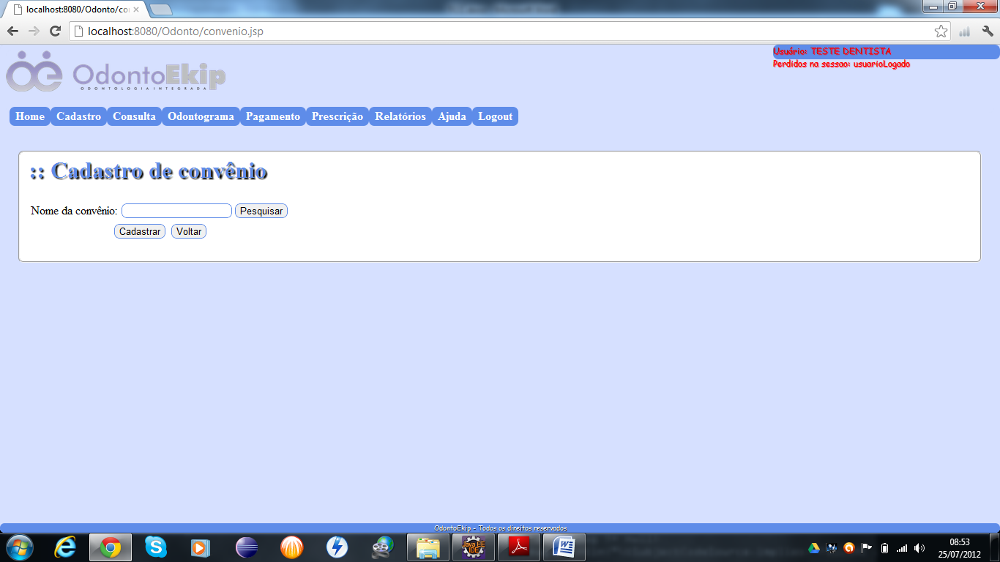 localhost:8080/Odonto/co
localhost:8080/Odonto/convenio.jsp
Usuário: TESTE DENTISTA
Perdidos na sessao: usuarioLogado
OdontoEkip
ODONTOLOGIAINTEGRADA
Home Cadastro Consulta Odontograma Pagamento Prescrição Relatórios Ajuda Logout
:: Cadastro de convênio
Nome da convênio: Pesquisar
Cadastrar Voltar
OdontoEkip - Todos os direitos reservados
Java EE
IDE
08:53
25/07/2012